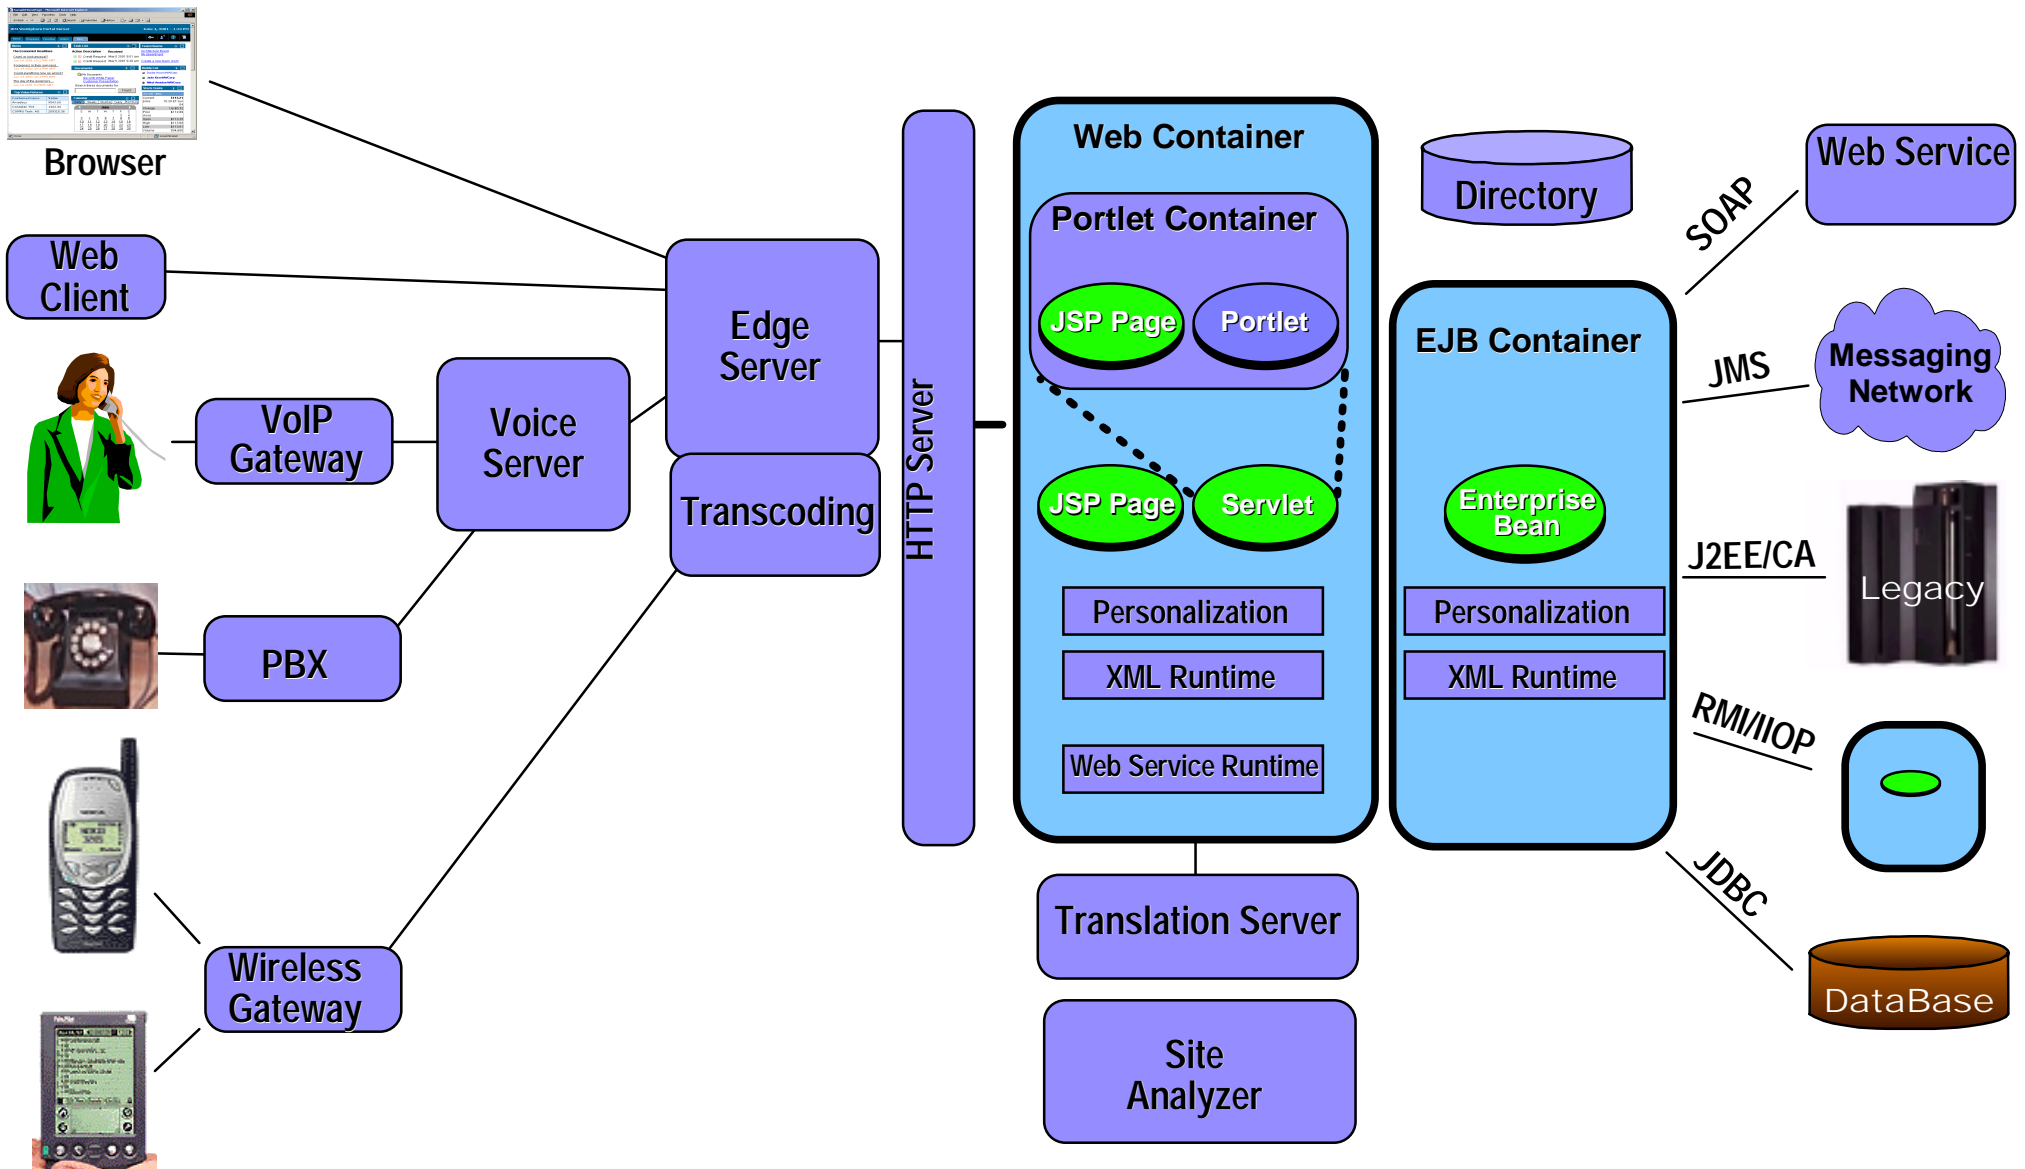 Browser
Web
Client
VoIP
Gateway
Voice
Server
PBX
Wireless
Gateway
Edge
Server
Transcoding
HTTP Server
Web Container
Portlet Container
JSP Page
Portlet
JSP Page
Servlet
Personalization
XML Runtime
Web Service Runtime
Translation Server
Site
Analyzer
Directory
EJB Container
Enterprise
Bean
Personalization
XML Runtime
SOAP
Web Service
JMS
Messaging
Network
J2EE/CA
Legacy
RMI/IIOP
JDBC
DataBase